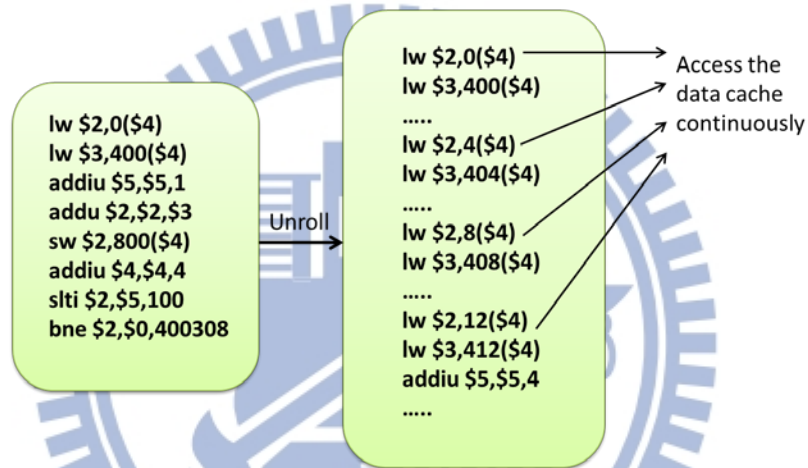 lw $2,0($4)
lw $3,400($4)
addiu $5,$5,1
addu $2,$2,$3
sw $2,800($4)
addiu $4,$4,4
slti $2,$5,100
bne $2,$0,400308
Unroll
lw $2,0($4)
lw $3,400($4)
.....
lw $2,4($4)
lw $3,404($4)
.....
lw $2,8($4)
lw $3,408($4)
.....
lw $2,12($4)
lw $3,412($4)
addiu $5,$5,4
.....
Access the
data cache
continuously